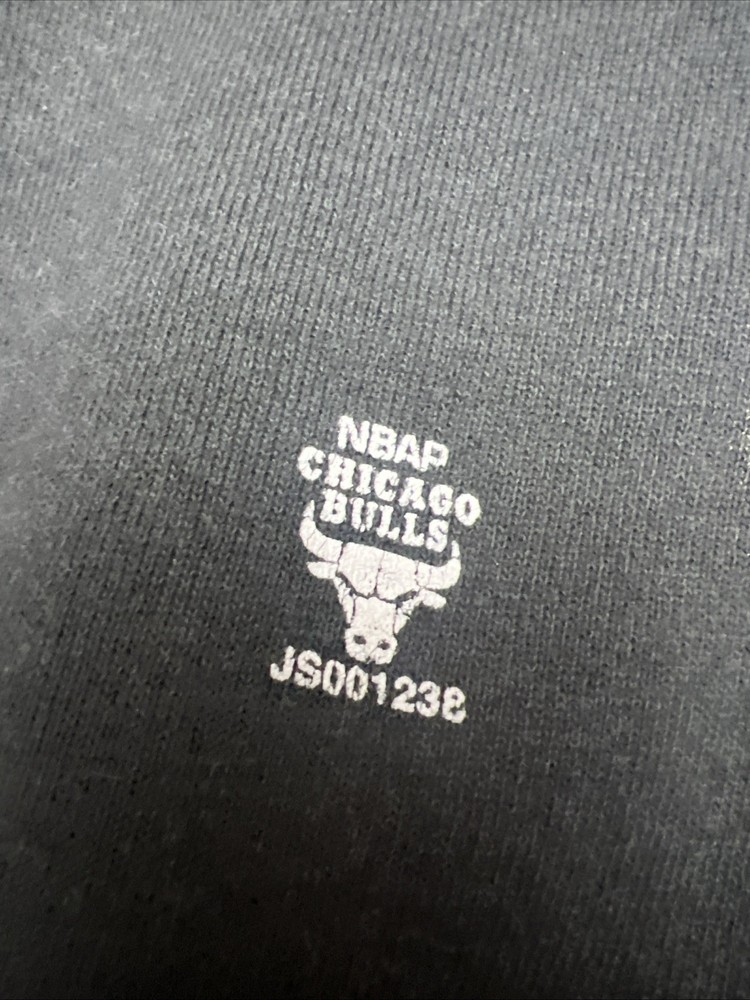 NBAP
CHICAGO
BULLS
JS001238